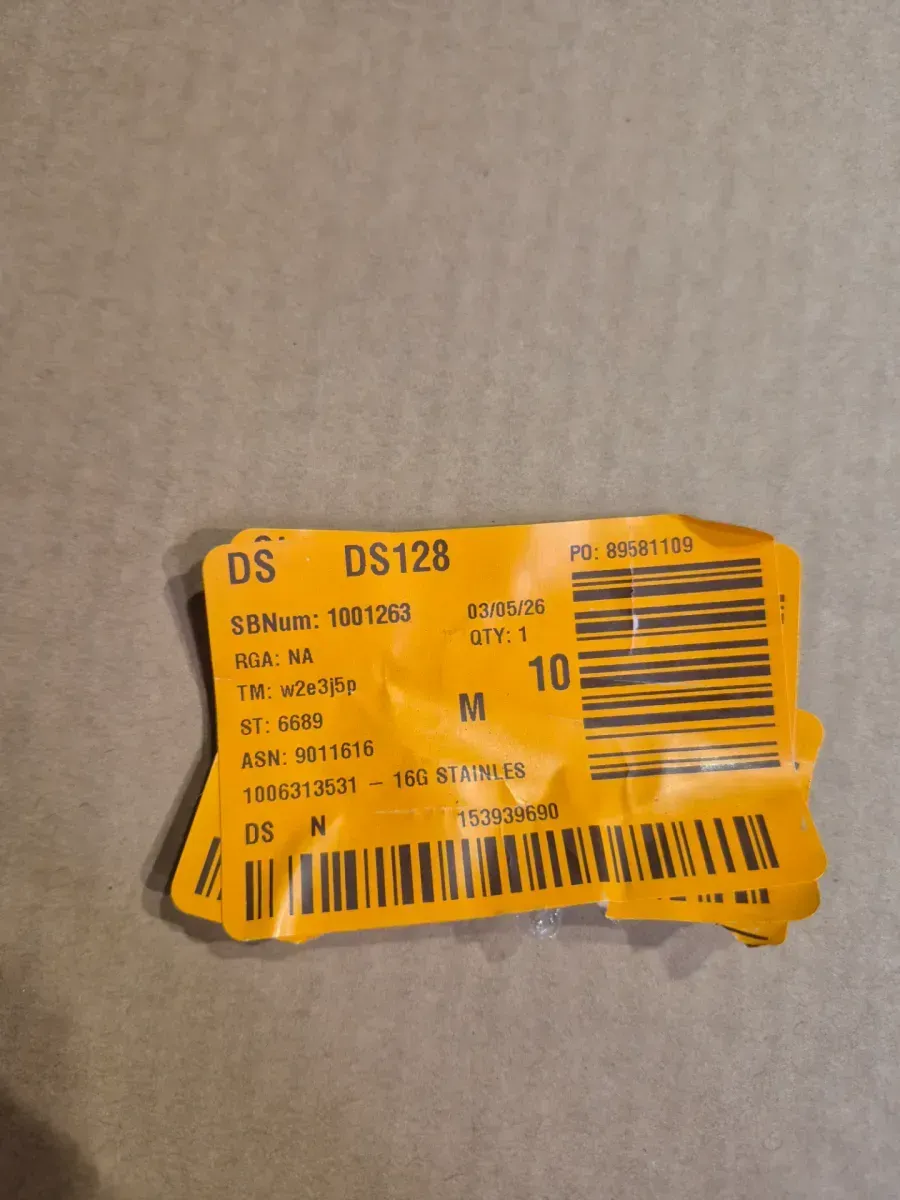 DS DS128 PO: 89581109
SBNum: 1001263 03/05/26
QTY: 1
RGA: NA
10
TM: w2e3j5p
M
ST: 6689
ASN: 9011616
1006313531 – 16G STAINLES
DS N 153939690